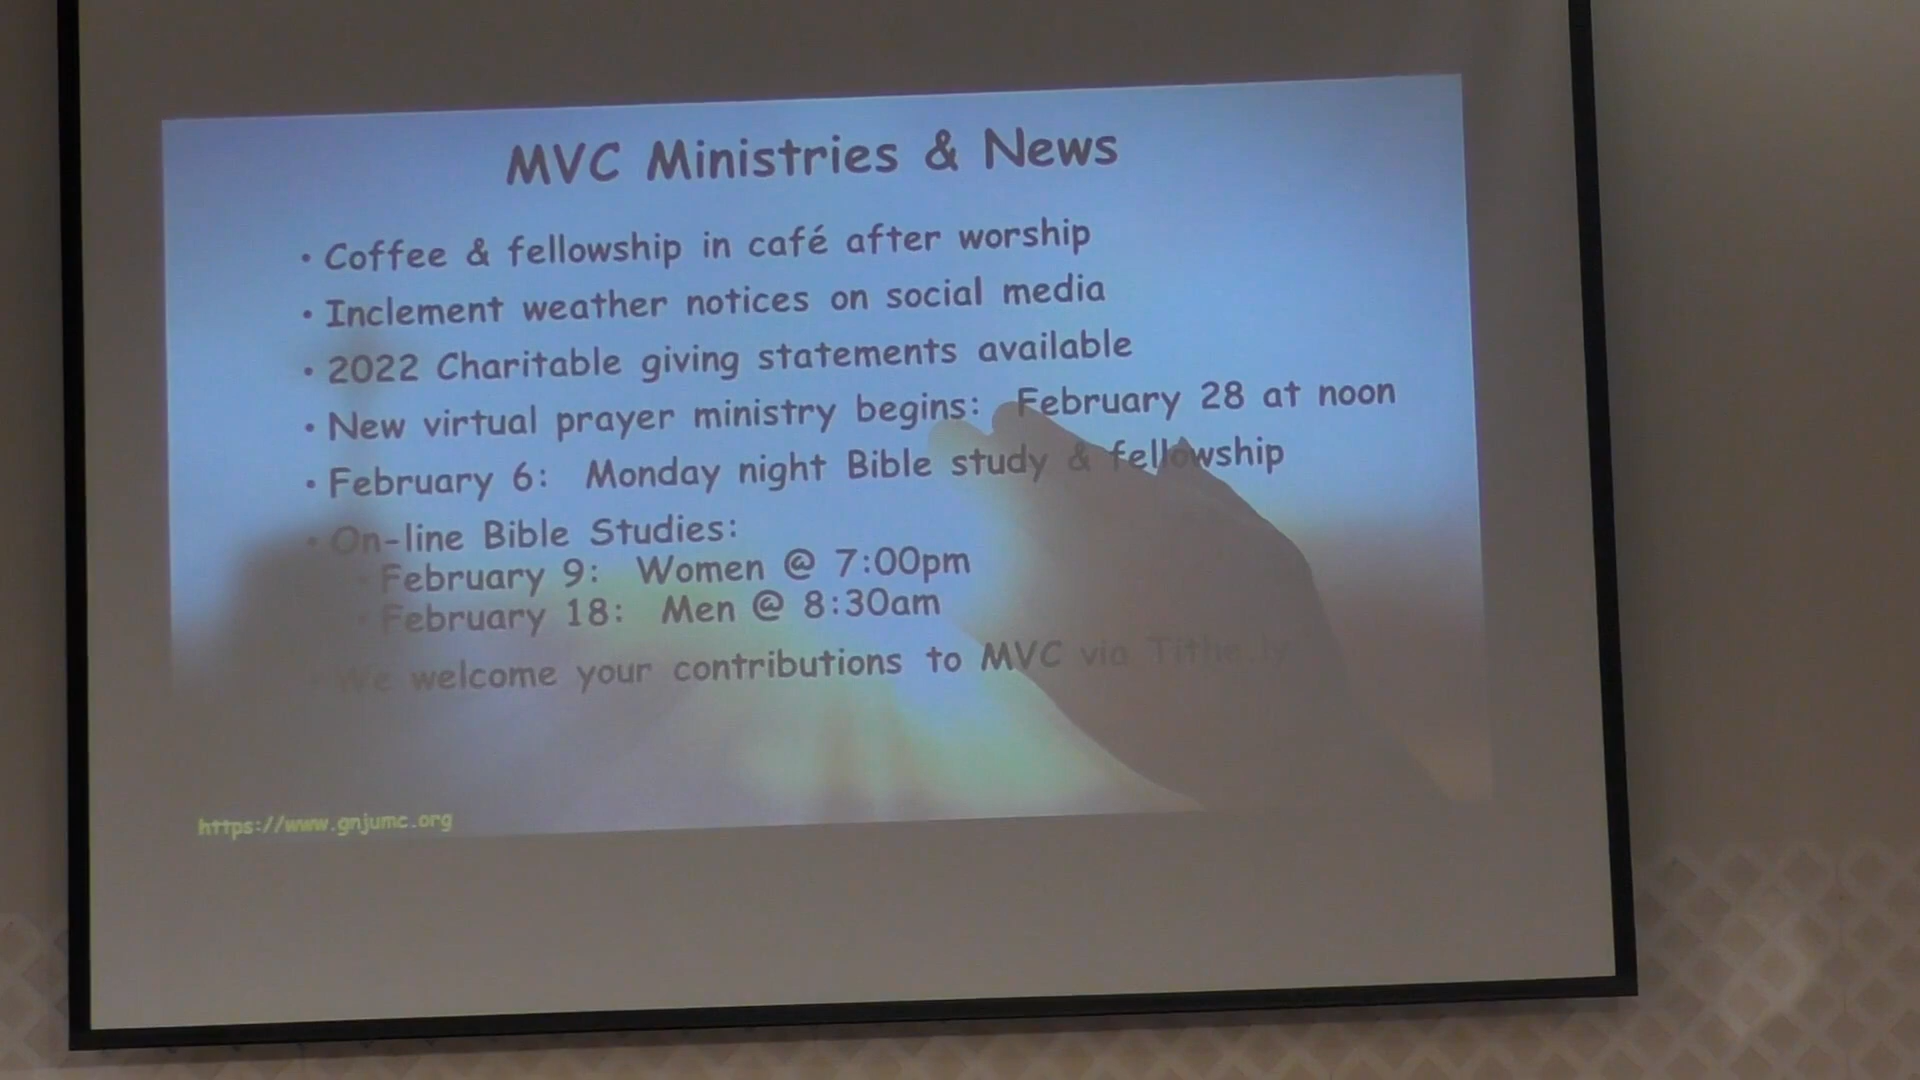 MVC Ministries & News
• Coffee & fellowship in café after worship
• Inclement weather notices on social media
• 2022 Charitable giving statements available
• New virtual prayer ministry begins: February 28 at noon
• February 6: Monday night Bible study & fellowship
• On-line Bible Studies:
• February 9: Women @ 7:00pm
• February 18: Men @ 8:30am
• We welcome your contributions to MVC via Tithe.ly
https://www.gnjumc.org